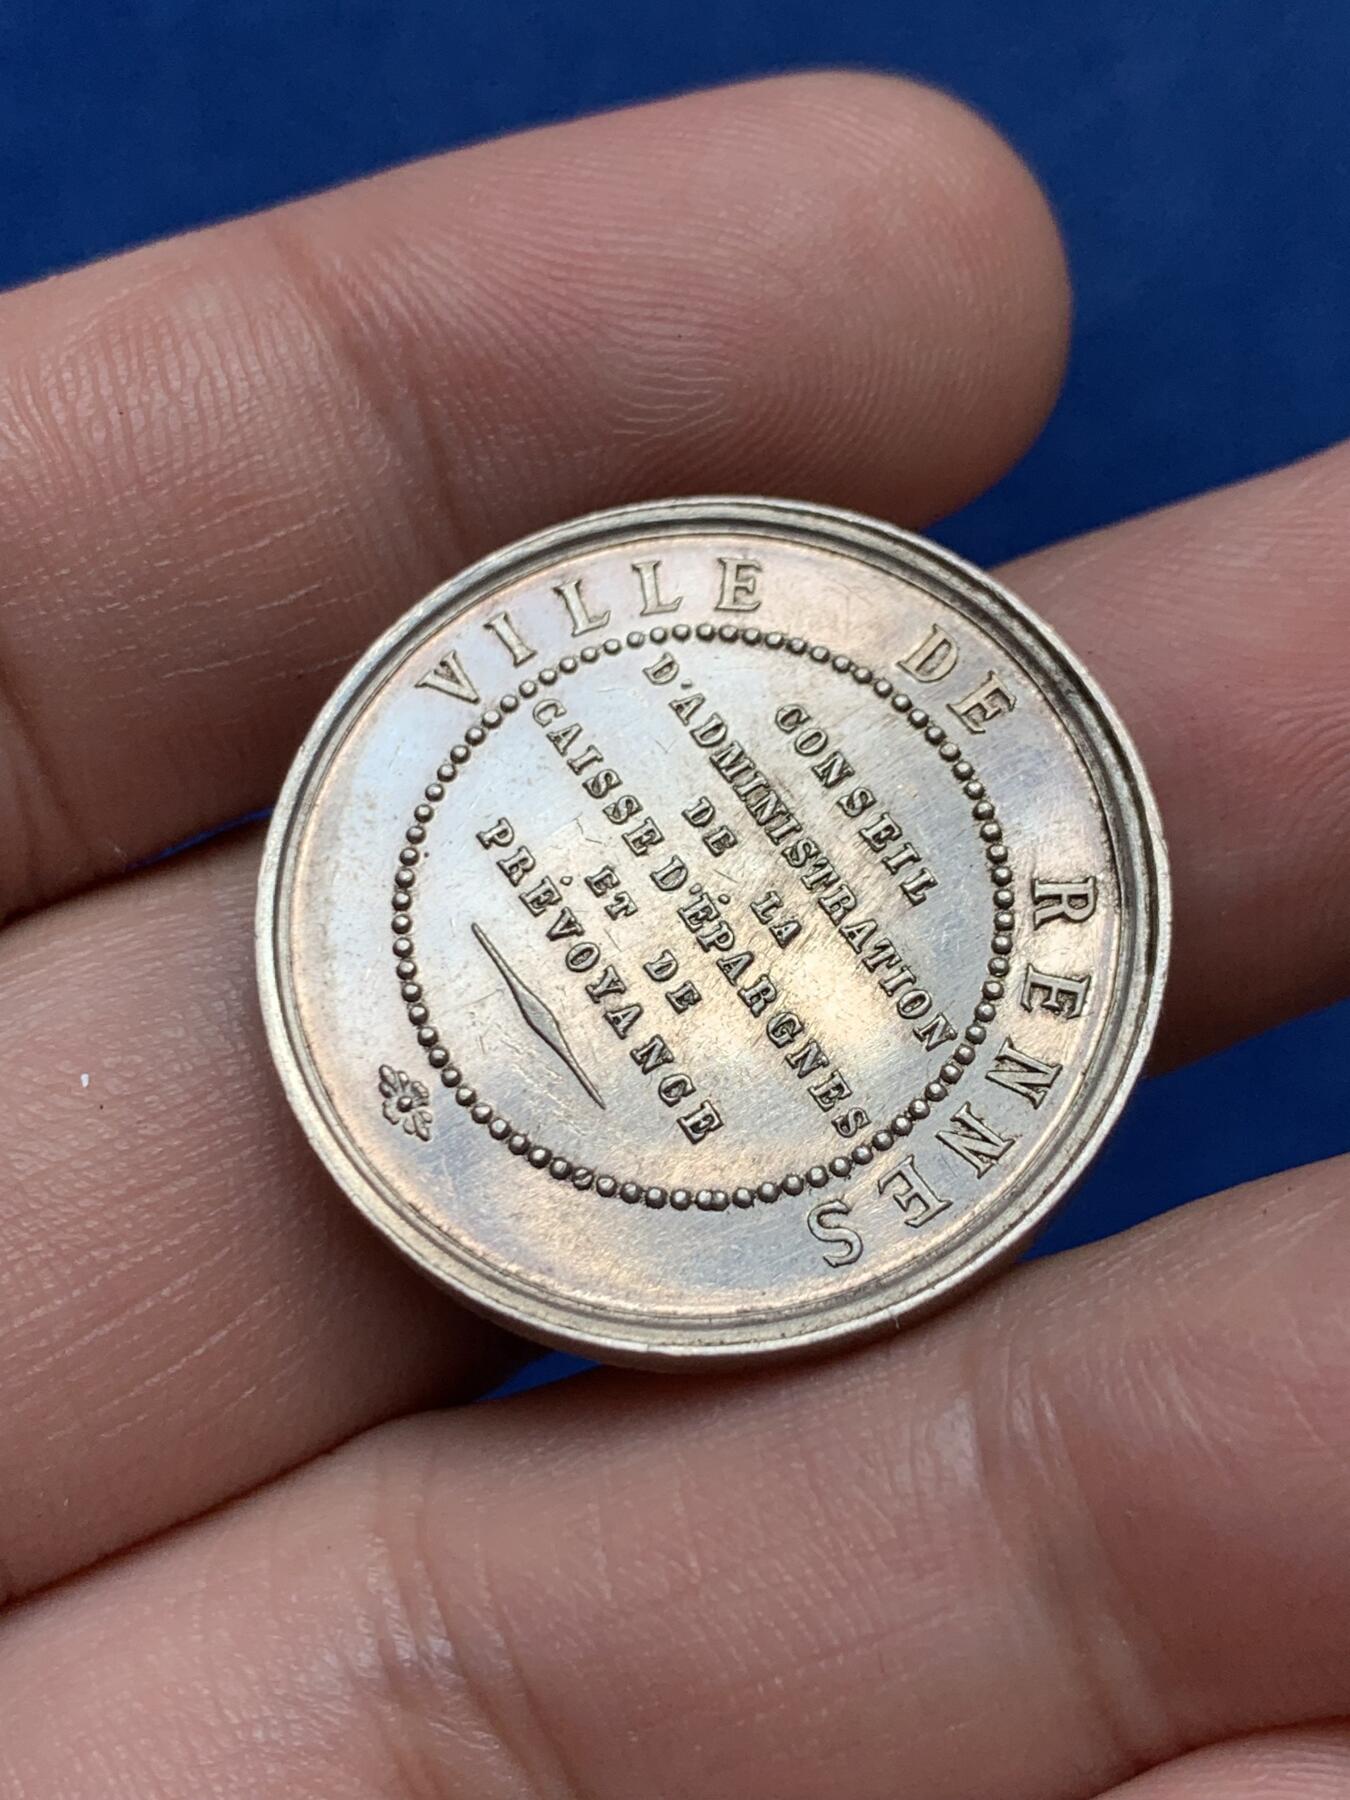 VILLE DE RENNES
CONSEIL
D'ADMINISTRATION
DE LA
CAISSE D'ÉPARGNES
ET DE
PRÉVOYANCE